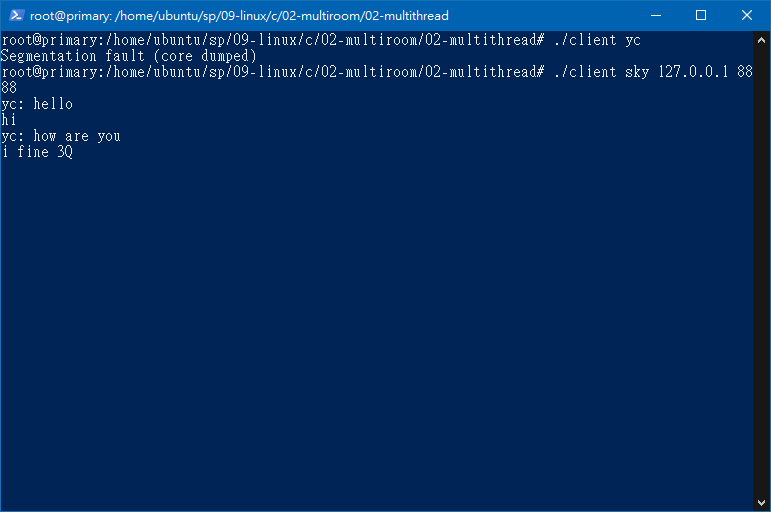 root@primary: /home/ubuntu/sp/09-linux/c/02-multiroom/02-multithread
root@primary:/home/ubuntu/sp/09-linux/c/02-multiroom/02-multithread# ./client yc
Segmentation fault (core dumped)
root@primary:/home/ubuntu/sp/09-linux/c/02-multiroom/02-multithread# ./client sky 127.0.0.1 88
88
yc: hello
hi
yc: how are you
i fine 3Q